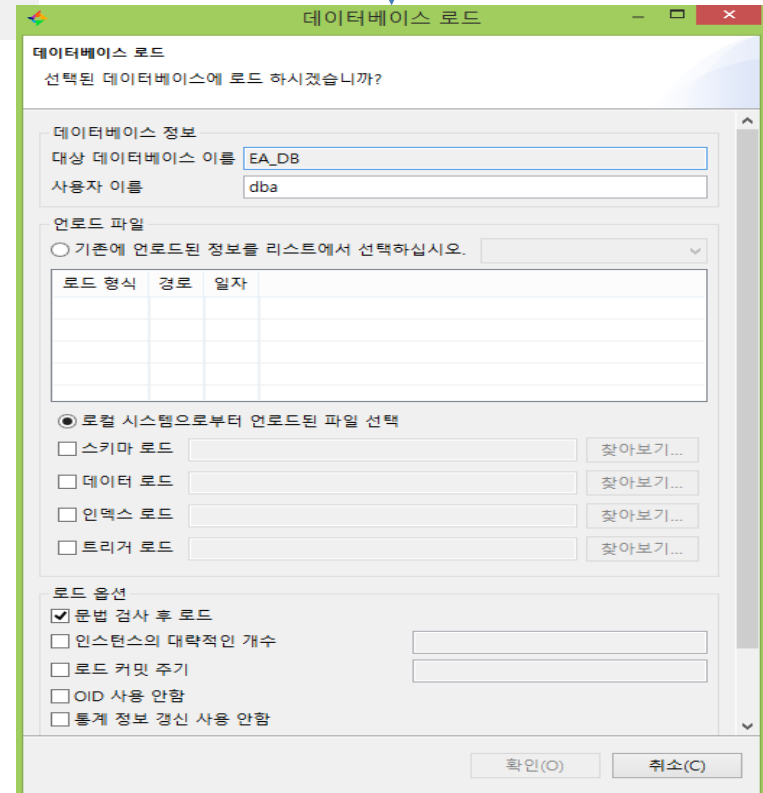 데이터베이스 로드
데이터베이스 로드
선택된 데이터베이스에 로드 하시겠습니까?
데이터베이스 정보
대상 데이터베이스 이름 EA_DB
사용자 이름 dba
언로드 파일
기존에 언로드된 정보를 리스트에서 선택하십시오.
로드 형식 경로 일자
로컬 시스템으로부터 언로드된 파일 선택
스키마 로드 찾아보기...
데이터 로드 찾아보기...
인덱스 로드 찾아보기...
트리거 로드 찾아보기...
로드 옵션
문법 검사 후 로드
인스턴스의 대략적인 개수
로드 커밋 주기
OID 사용 안함
통계 정보 갱신 사용 안함
확인(O) 취소(C)